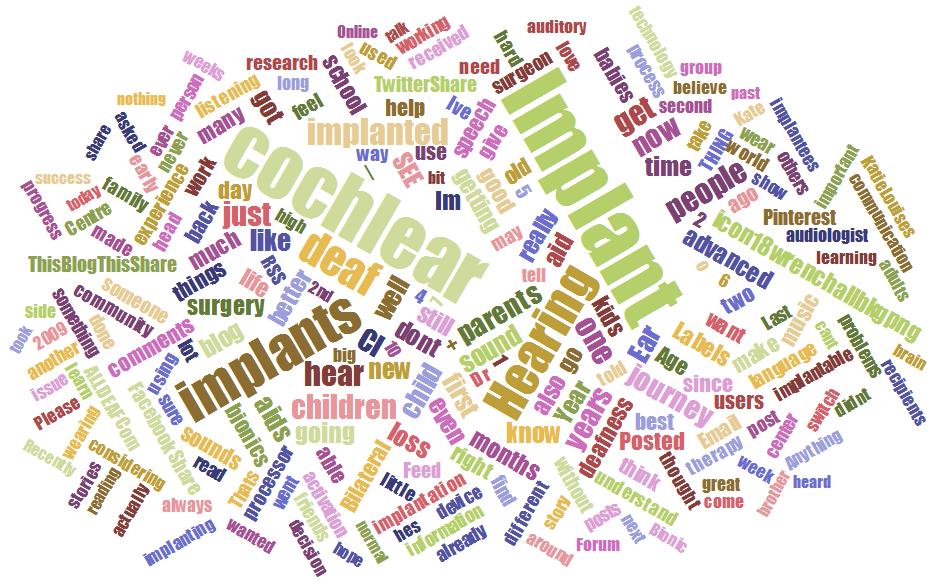 technology
auditory
love
hard
surgeon
Online
talk
working
used
look
received
weeks
research
school
long
need
babies
process
group
believe
past
second
nothing
person
listening
got
feel
TwitterShare
help
Ive
speech
give
Implant
get
now
take
Kate
wear
others
implantees
share
asked
ever
never
many
implanted
way
use
SEE
bit
Im
getting
good
old
5
TWING
world
show
time
people
ago
2
important
KatieLouises
communication
adults
success
early
work
cochlear
\
may
really
aid
tell
Pinterest
audiologist
learning
progress
today
family
Centre
made
experience
head
back
day
just
high
like
much
deaf
icon18wrenchallbkgpng
advanced
two
0
6
ThisBlogThisShare
things
RSS
life
better
2nd
surgery
well
4
-
still
parents
+
sound
Dr
1
kids
Hearing
one
go
Ear
Age
Labels
want
Last
music
make
cant
problems
brain
language
implantable
recipients
someone
community
something
done
side
2009
took
another
issue
team
comments
blog
lot
using
sure
implants
big
CI
10
dont
hear
new
child
first
told
also
Year
years
journey
since
users
switch
didnt
Please
wearing
AllDeafCom
FacebookShare
children
going
aids
bionics
loss
even
know
months
right
deafness
best
Posted
Email
therapy
post
center
Anything
Recently
stories
reading
considering
actually
sounds
read
Thats
processor
went
able
activation
friends
Bilateral
little
Feed
implantation
hes
device
information
already
find
different
without
story
think
understand
thought
great
come
week
heard
brother
always
implanting
wanted
decision
hope
normal
around
posts
next
Forum
Bionic